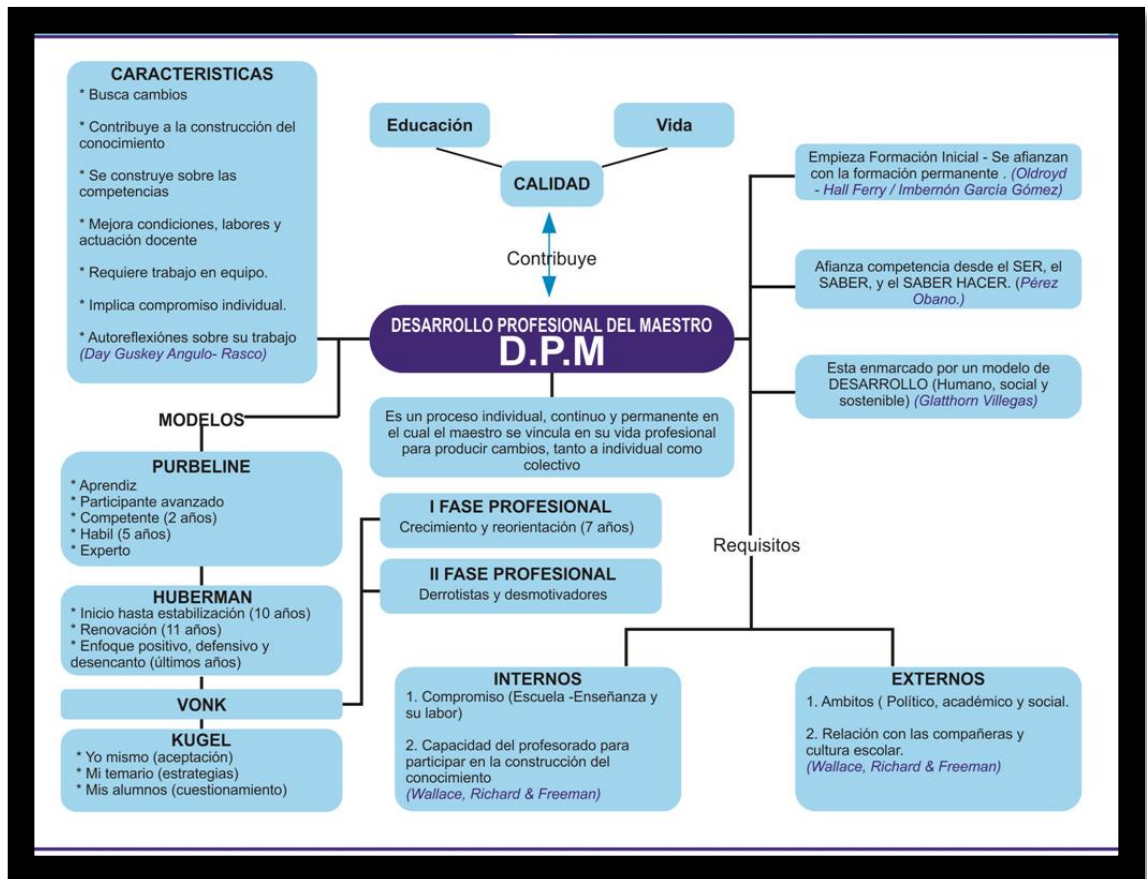 CARACTERISTICAS
* Busca cambios
* Contribuye a la construcción del
conocimiento
* Se construye sobre las
competencias
* Mejora condiciones, labores y
actuación docente
* Requiere trabajo en equipo.
* Implica compromiso individual.
* Autoreflexiónes sobre su trabajo
(Day Guskey Angulo- Rasco)
Educación
Vida
CALIDAD
Contribuye
DESARROLLO PROFESIONAL DEL MAESTRO
D.P.M
Es un proceso individual, continuo y permanente en
el cual el maestro se vincula en su vida profesional
para producir cambios, tanto a individual como
colectivo
Empieza Formación Inicial - Se afianzan
con la formación permanente . (Oldroyd
- Hall Ferry / Imbernón García Gómez)
Afianza competencia desde el SER, el
SABER, y el SABER HACER. (Pérez
Obano.)
Esta enmarcado por un modelo de
DESARROLLO (Humano, social y
sostenible) (Glatthorn Villegas)
MODELOS
PURBELINE
* Aprendiz
* Participante avanzado
* Competente (2 años)
* Habil (5 años)
* Experto
HUBERMAN
* Inicio hasta estabilización (10 años)
* Renovación (11 años)
* Enfoque positivo, defensivo y
desencanto (últimos años)
VONK
I FASE PROFESIONAL
Crecimiento y reorientación (7 años)
II FASE PROFESIONAL
Derrotistas y desmotivadores
KUGEL
* Yo mismo (aceptación)
* Mi temario (estrategias)
* Mis alumnos (cuestionamiento)
Requisitos
INTERNOS
1. Compromiso (Escuela -Enseñanza y
su labor)
2. Capacidad del profesorado para
participar en la construcción del
conocimiento
(Wallace, Richard & Freeman)
EXTERNOS
1. Ambitos ( Político, académico y social.
2. Relación con las compañeras y
cultura escolar.
(Wallace, Richard & Freeman)